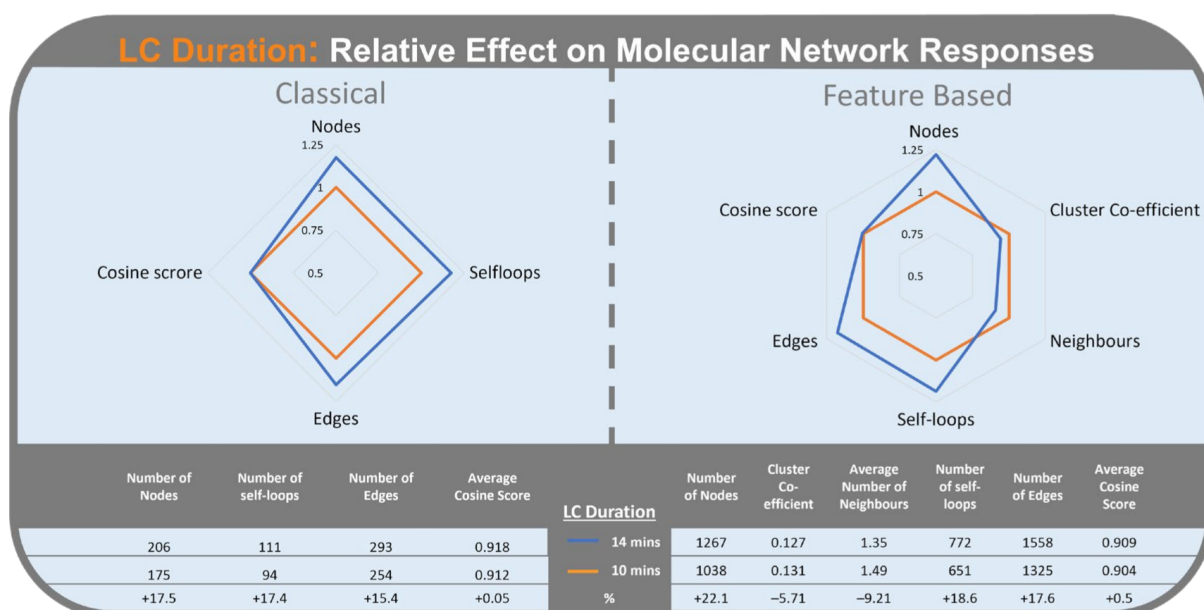 LC Duration: Relative Effect on Molecular Network Responses
Classical
Nodes
1.25
1
0.75
0.5
Cosine scrore
Selfloops
Edges
Feature Based
Nodes
1.25
1
0.75
0.5
Cosine score
Cluster Co-efficient
Edges
Neighbours
Self-loops
Number of Nodes
Number of self-loops
Number of Edges
Average Cosine Score
LC Duration
Number of Nodes
Cluster Co-efficient
Average Number of Neighbours
Number of self-loops
Number of Edges
Average Cosine Score
206 111 293 0.918 14 mins 1267 0.127 1.35 772 1558 0.909
175 94 254 0.912 10 mins 1038 0.131 1.49 651 1325 0.904
+17.5 +17.4 +15.4 +0.05 % +22.1 −5.71 −9.21 +18.6 +17.6 +0.5